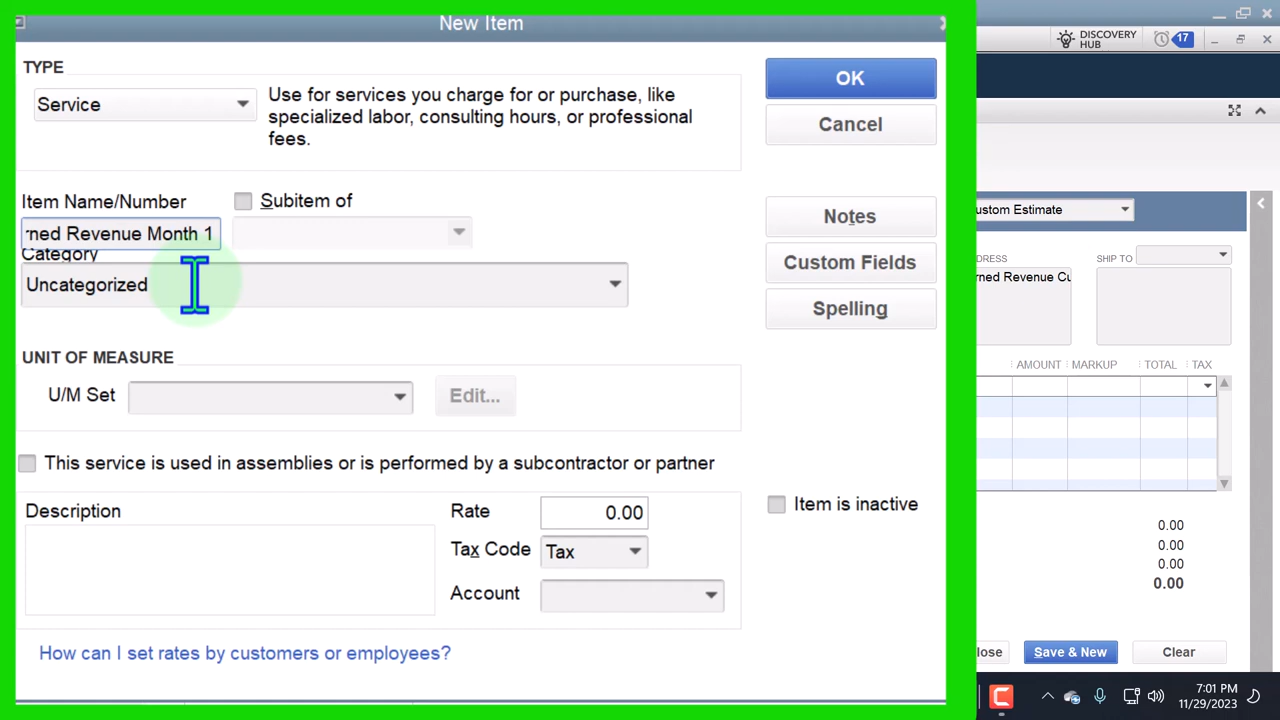 New Item
TYPE
Service
Use for services you charge for or purchase, like
specialized labor, consulting hours, or professional
fees.
OK
Cancel
Item Name/Number
Subitem of
rned Revenue Month 1
Category
Uncategorized
Notes
Custom Fields
Spelling
UNIT OF MEASURE
U/M Set
Edit...
This service is used in assemblies or is performed by a subcontractor or partner
Description
Rate
0.00
Tax Code
Tax
Account
Item is inactive
How can I set rates by customers or employees?
DISCOVERY
HUB
17
ustom Estimate
DRESS
SHIP TO
rned Revenue Cu
AMOUNT
MARKUP
TOTAL
TAX
0.00
0.00
0.00
0.00
lose
Save & New
Clear
7:01 PM
11/29/2023